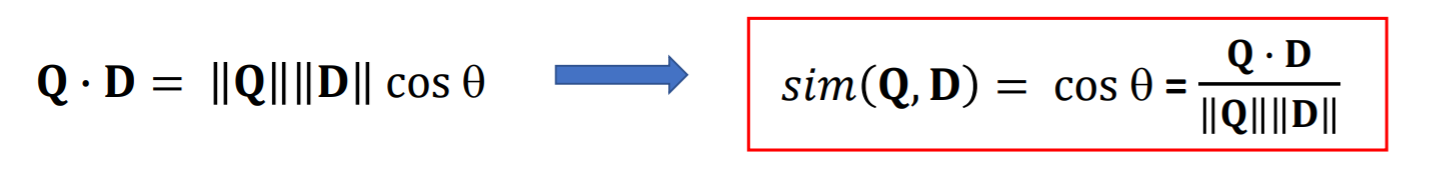 Q · D = ‖Q‖‖D‖ cos θ
sim(Q, D) = cos θ = Q · D / ‖Q‖‖D‖